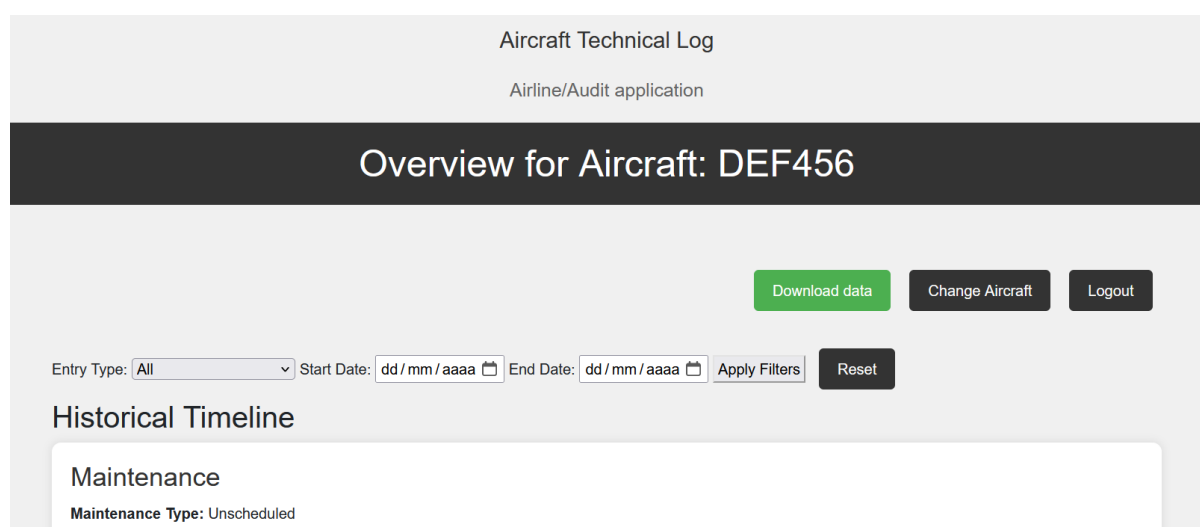 Aircraft Technical Log
Airline/Audit application
Overview for Aircraft: DEF456
Download data Change Aircraft Logout
Entry Type: All Start Date: dd/mm/aaaa End Date: dd/mm/aaaa Apply Filters Reset
Historical Timeline
Maintenance
Maintenance Type: Unscheduled